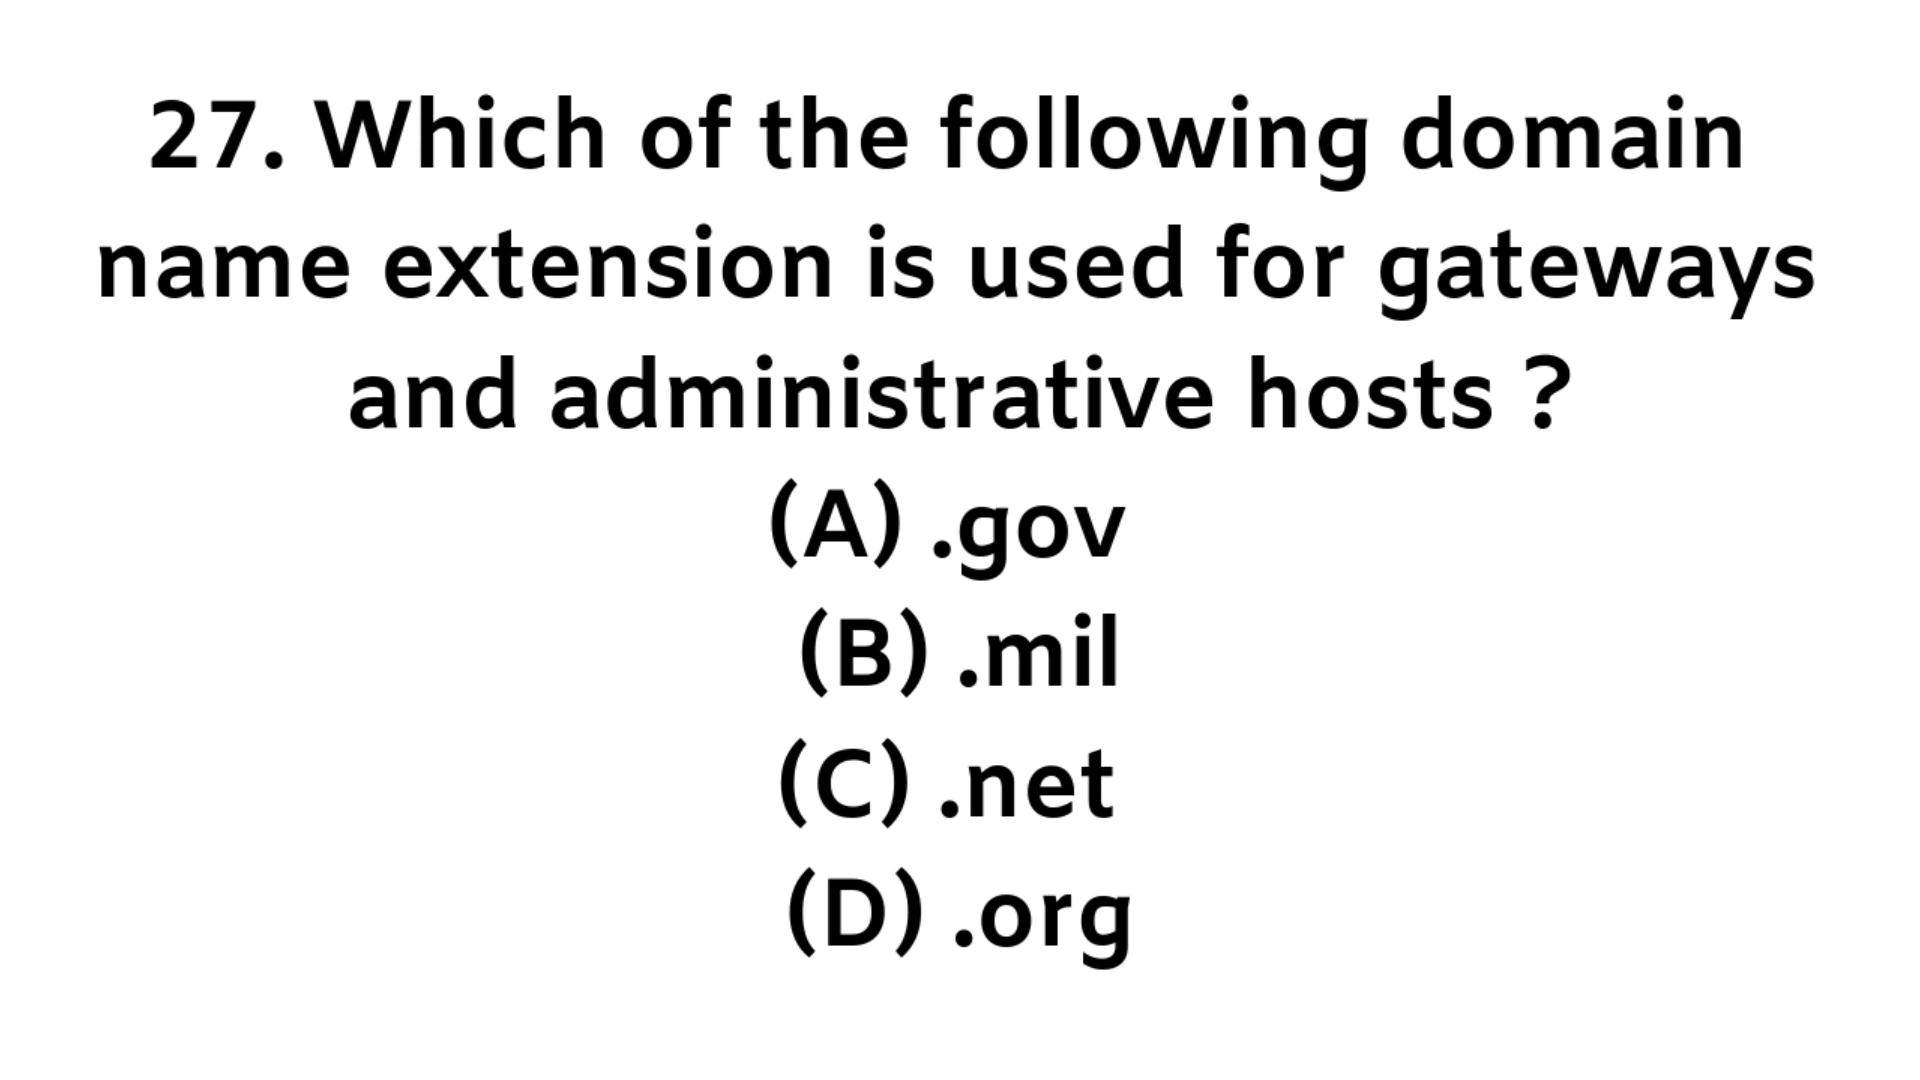 27. Which of the following domain
name extension is used for gateways
and administrative hosts ?
(A) .gov
(B) .mil
(C) .net
(D) .org